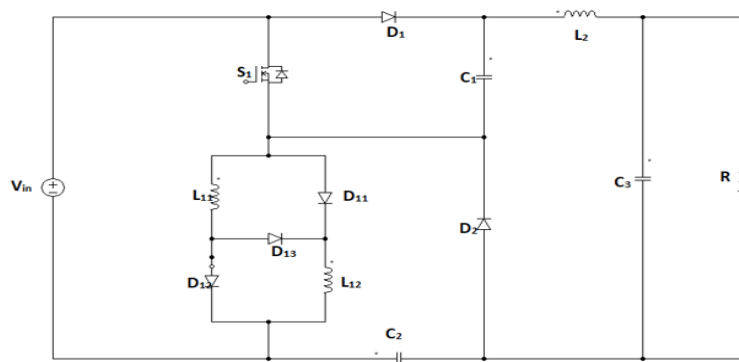 D₁
L₂
S₁
C₁
Vin
L₁₁
D₁₁
C₃
R
D₂
D₁₃
D₁₂
L₁₂
C₂